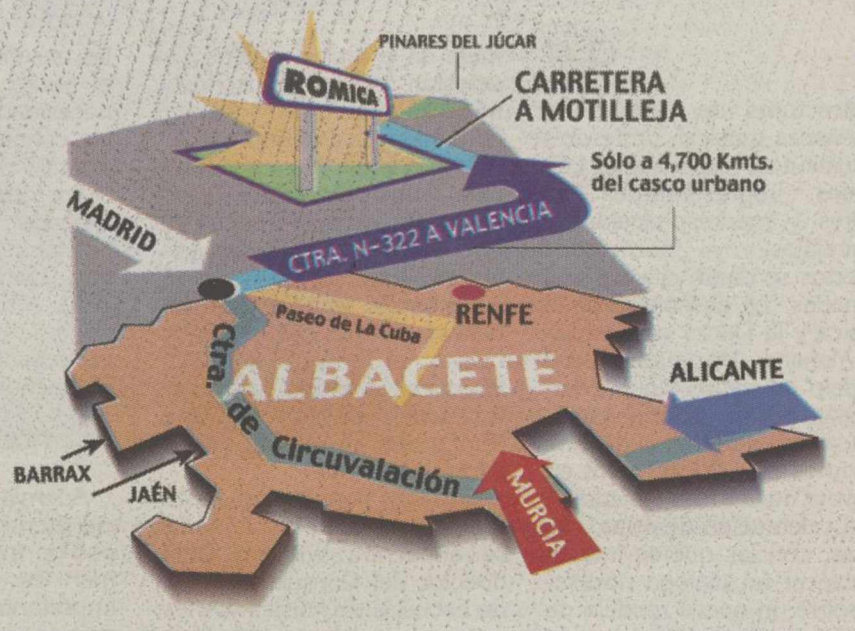 PINARES DEL JÚCAR
ROMICA
CARRETERA
A MOTILLEJA
Sólo a 4,700 Kmts.
del casco urbano
MADRID
CTRA. N-322 A VALENCIA
Paseo de La Cuba
RENFE
ALBACETE
ALICANTE
Ctra. de Circuvalación
BARRAX
JAÉN
MURCIA